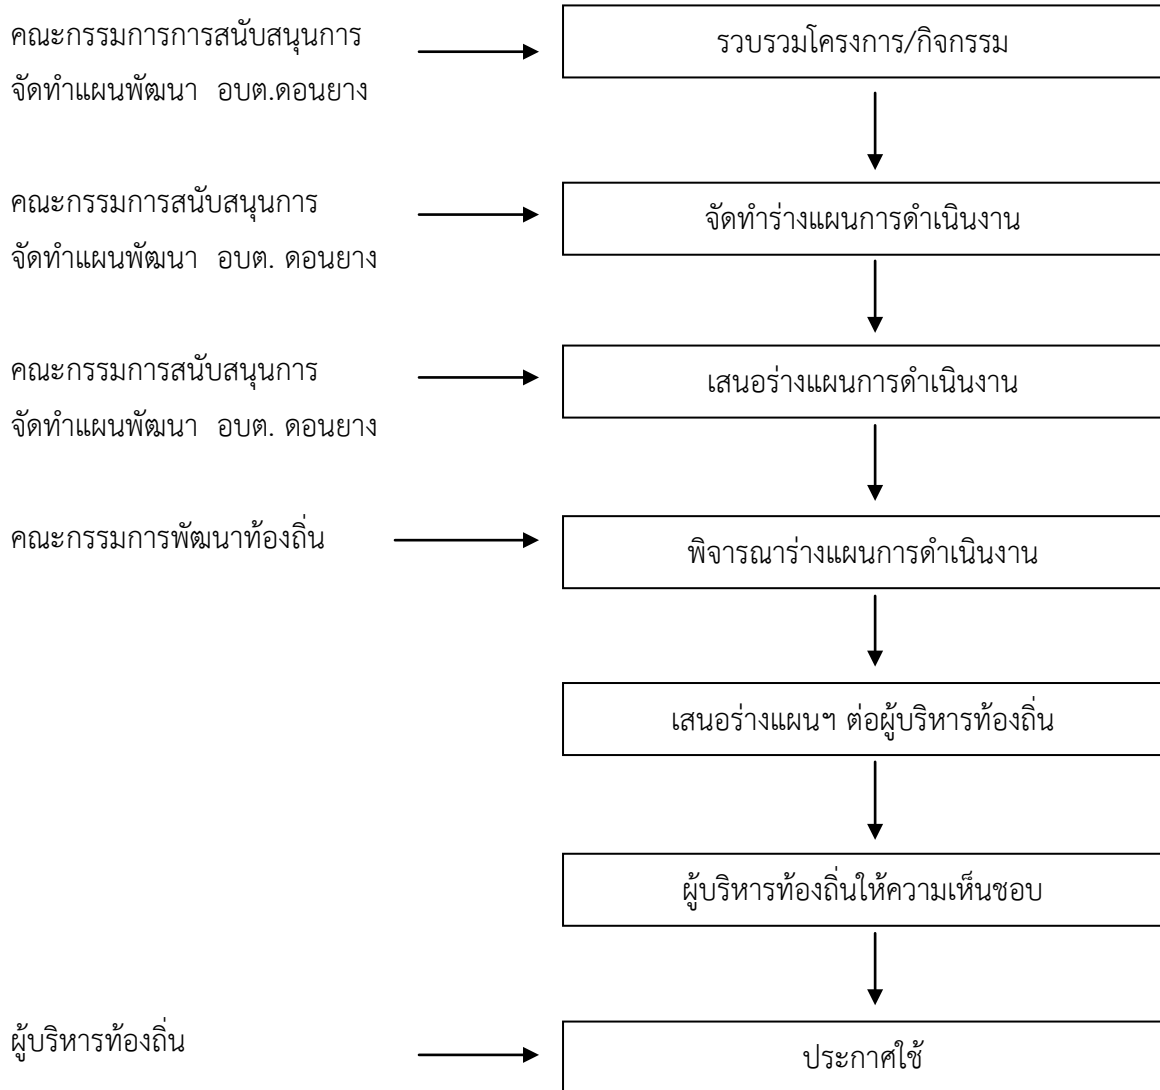 คณะกรรมการการสนับสนุนการ
จัดทำแผนพัฒนา อบต.ดอนยาง
รวบรวมโครงการ/กิจกรรม
คณะกรรมการสนับสนุนการ
จัดทำแผนพัฒนา อบต. ดอนยาง
จัดทำร่างแผนการดำเนินงาน
คณะกรรมการสนับสนุนการ
จัดทำแผนพัฒนา อบต. ดอนยาง
เสนอร่างแผนการดำเนินงาน
คณะกรรมการพัฒนาท้องถิ่น
พิจารณาร่างแผนการดำเนินงาน
เสนอร่างแผนฯ ต่อผู้บริหารท้องถิ่น
ผู้บริหารท้องถิ่นให้ความเห็นชอบ
ผู้บริหารท้องถิ่น
ประกาศใช้